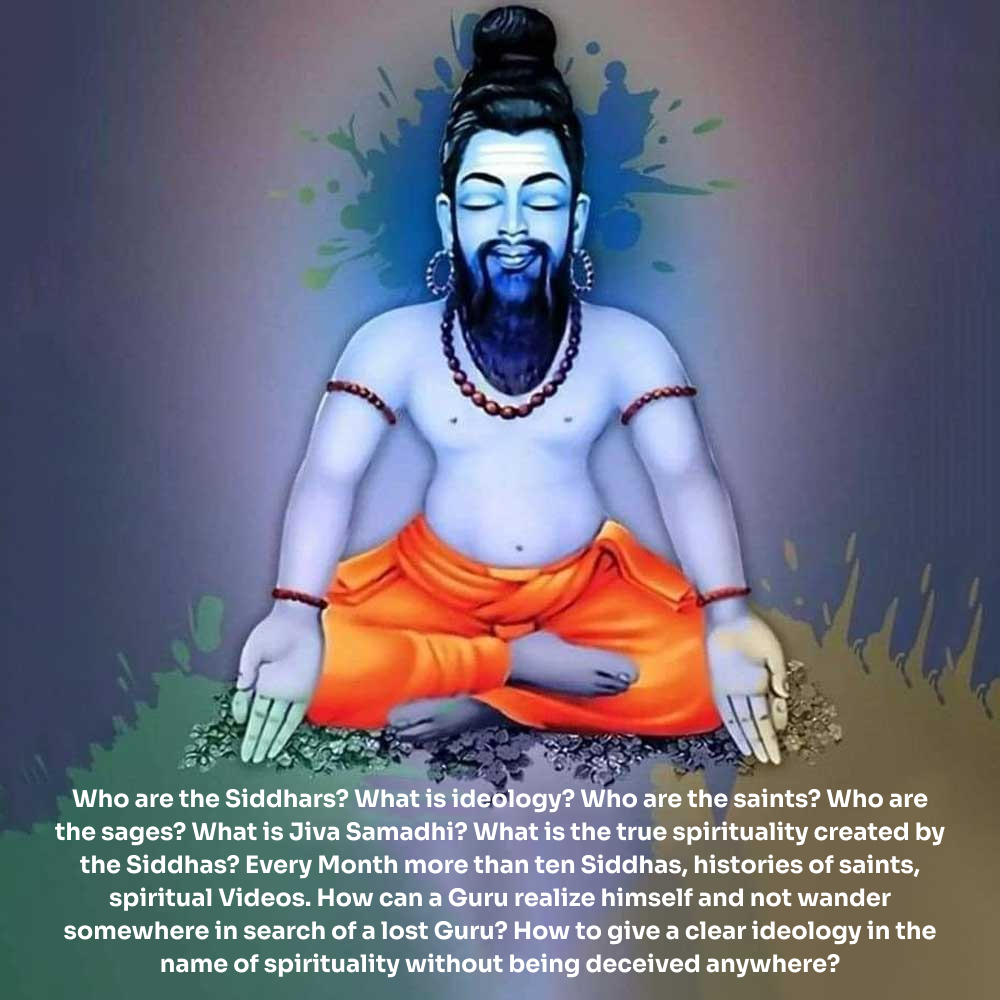 Who are the Siddhars? What is ideology? Who are the saints? Who are
the sages? What is Jiva Samadhi? What is the true spirituality created by
the Siddhas? Every Month more than ten Siddhas, histories of saints,
spiritual Videos. How can a Guru realize himself and not wander
somewhere in search of a lost Guru? How to give a clear ideology in the
name of spirituality without being deceived anywhere?